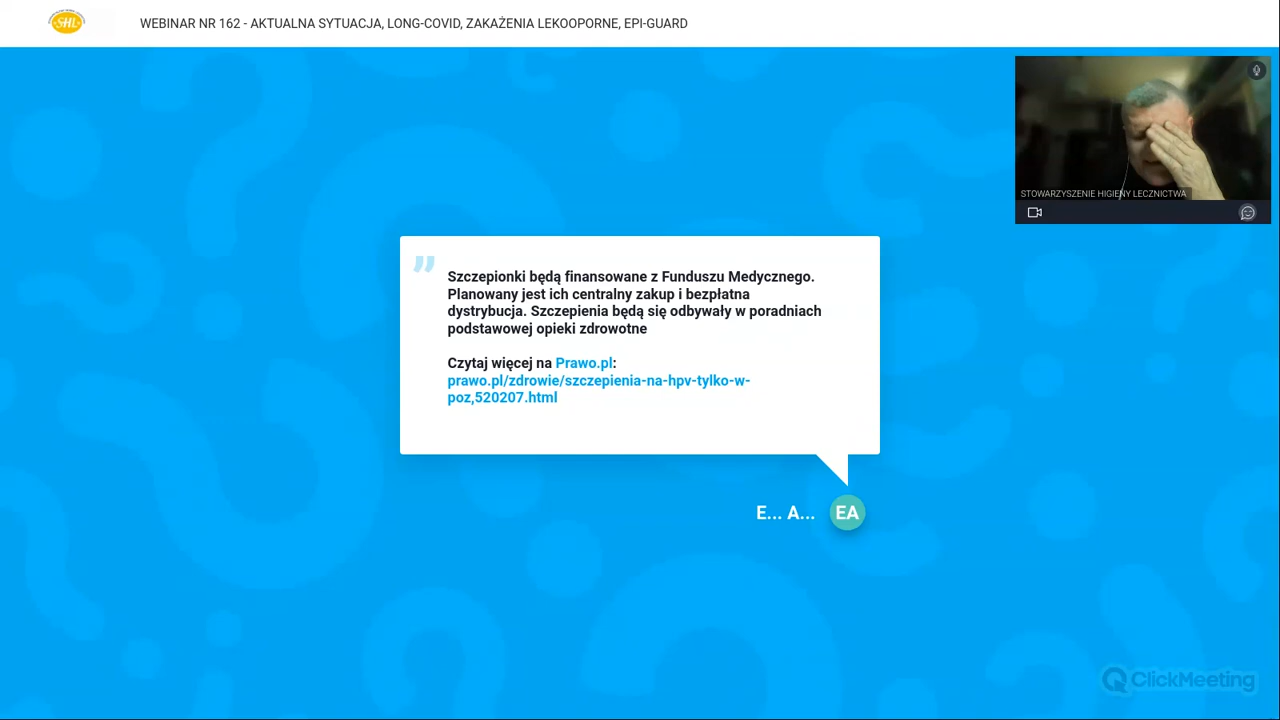 SHL
WEBINAR NR 162 - AKTUALNA SYTUACJA, LONG-COVID, ZAKAŻENIA LEKOOPORNE, EPI-GUARD
STOWARZYSZENIE HIGIENY LECZNICTWA
Szczepionki będą finansowane z Funduszu Medycznego.
Planowany jest ich centralny zakup i bezpłatna
dystrybucja. Szczepienia będą się odbywały w poradniach
podstawowej opieki zdrowotne
Czytaj więcej na Prawo.pl:
prawo.pl/zdrowie/szczepienia-na-hpv-tylko-w-
poz,520207.html
E... A... EA
ClickMeeting